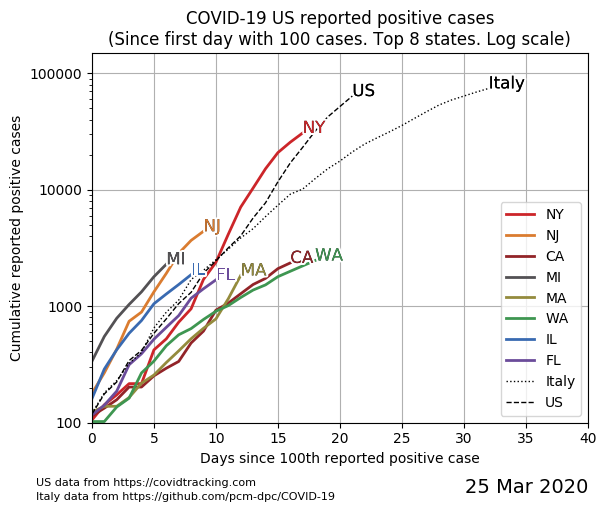 COVID-19 US reported positive cases
(Since first day with 100 cases. Top 8 states. Log scale)
Cumulative reported positive cases
100000
10000
1000
100
US
Italy
NY
NJ
MI
IL
FL
MA
CA
WA
NY
NJ
CA
MI
MA
WA
IL
FL
Italy
US
0
5
10
15
20
25
30
35
40
Days since 100th reported positive case
US data from https://covidtracking.com
Italy data from https://github.com/pcm-dpc/COVID-19
25 Mar 2020